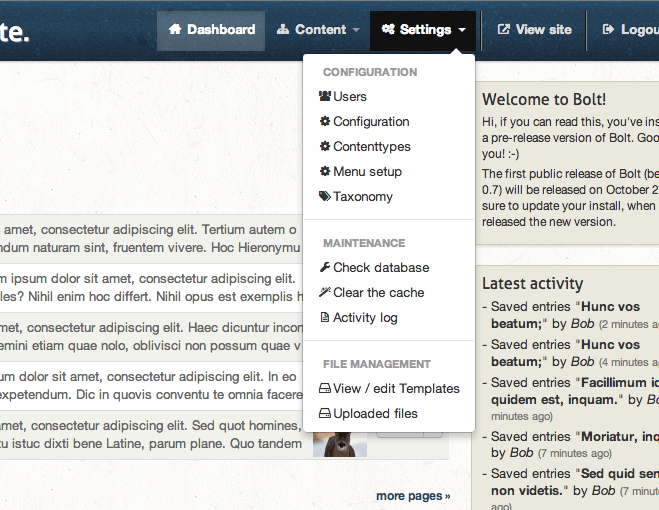 te.
Dashboard
Content
Settings
View site
Logou
CONFIGURATION
Users
Configuration
Contenttypes
Menu setup
Taxonomy
MAINTENANCE
Check database
Clear the cache
Activity log
FILE MANAGEMENT
View / edit Templates
Uploaded files
amet, consectetur adipiscing elit. Tertium autem o
ndum naturam sint, fruentem vivere. Hoc Hieronymu
m ipsum dolor sit amet, consectetur adipiscing elit.
les? Nihil enim hoc differt. Nihil opus est exemplis h
met, consectetur adipiscing elit. Haec dicuntur incon
emini etiam quae nolo, oblivisci non possum quae v
um dolor sit amet, consectetur adipiscing elit. In eo
expetendum. Dic in quovis conventu te omnia facere
amet, consectetur adipiscing elit. Sed quot homines,
tu istuc dixti bene Latine, parum plane. Quo tandem
more pages »
Welcome to Bolt!
Hi, if you can read this, you've ins
a pre-release version of Bolt. Goo
you! :-)
The first public release of Bolt (be
0.7) will be released on October 2
sure to update your install, when
released the new version.
Latest activity
- Saved entries "Hunc vos
beatum;" by Bob (2 minutes ag
- Saved entries "Hunc vos
beatum;" by Bob (4 minutes ag
- Saved entries "Facillimum id
quidem est, inquam." by Bo
minutes ago)
- Saved entries "Moriatur, inq
by Bob (7 minutes ago)
- Saved entries "Sed quid sen
non videtis." by Bob (7 minut
ago)